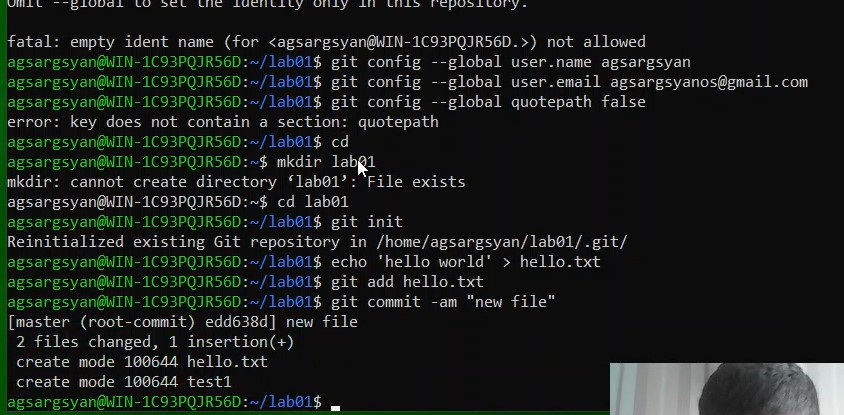 Omit --global to set the identity only in this repository.
fatal: empty ident name (for <agsargsyan@WIN-1C93PQJR56D.>) not allowed
agsargsyan@WIN-1C93PQJR56D:~/lab01$ git config --global user.name agsargsyan
agsargsyan@WIN-1C93PQJR56D:~/lab01$ git config --global user.email agsargsyanos@gmail.com
agsargsyan@WIN-1C93PQJR56D:~/lab01$ git config --global quotepath false
error: key does not contain a section: quotepath
agsargsyan@WIN-1C93PQJR56D:~/lab01$ cd
agsargsyan@WIN-1C93PQJR56D:~$ mkdir lab01
mkdir: cannot create directory ‘lab01’: File exists
agsargsyan@WIN-1C93PQJR56D:~$ cd lab01
agsargsyan@WIN-1C93PQJR56D:~/lab01$ git init
Reinitialized existing Git repository in /home/agsargsyan/lab01/.git/
agsargsyan@WIN-1C93PQJR56D:~/lab01$ echo 'hello world' > hello.txt
agsargsyan@WIN-1C93PQJR56D:~/lab01$ git add hello.txt
agsargsyan@WIN-1C93PQJR56D:~/lab01$ git commit -am "new file"
[master (root-commit) edd638d] new file
 2 files changed, 1 insertion(+)
 create mode 100644 hello.txt
 create mode 100644 test1
agsargsyan@WIN-1C93PQJR56D:~/lab01$